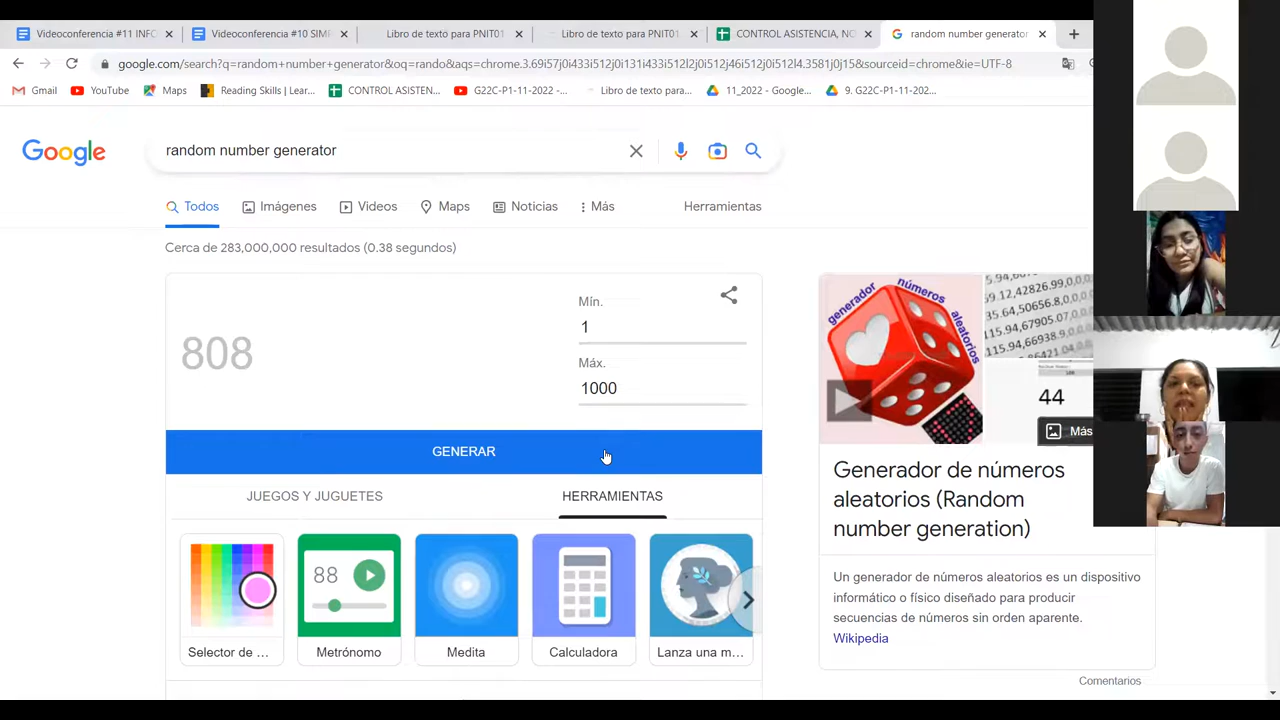 Videoconferencia #11 INFO
Videoconferencia #10 SIMP
Libro de texto para PNIT01
Libro de texto para PNIT01
CONTROL ASISTENCIA, NO
random number generator
google.com/search?q=random+number+generator&oq=rando&aqs=chrome.3.69i57j0i433i512j0i131i433i512l2j0i512j46i512j0i512l4.3581j0j15&sourceid=chrome&ie=UTF-8
Gmail
YouTube
Maps
Reading Skills | Lear...
CONTROL ASISTEN...
G22C-P1-11-2022 -...
Libro de texto para...
11_2022 - Google...
9. G22C-P1-11-202...
Google
random number generator
Todos
Imágenes
Videos
Maps
Noticias
Más
Herramientas
Cerca de 283,000,000 resultados (0.38 segundos)
808
Mín.
1
Máx.
1000
GENERAR
JUEGOS Y JUGUETES
HERRAMIENTAS
88
Selector de ...
Metrónomo
Medita
Calculadora
Lanza una m...
generador números aleatorios
44
Más
Generador de números
aleatorios (Random
number generation)
Un generador de números aleatorios es un dispositivo
informático o físico diseñado para producir
secuencias de números sin orden aparente.
Wikipedia
Comentarios